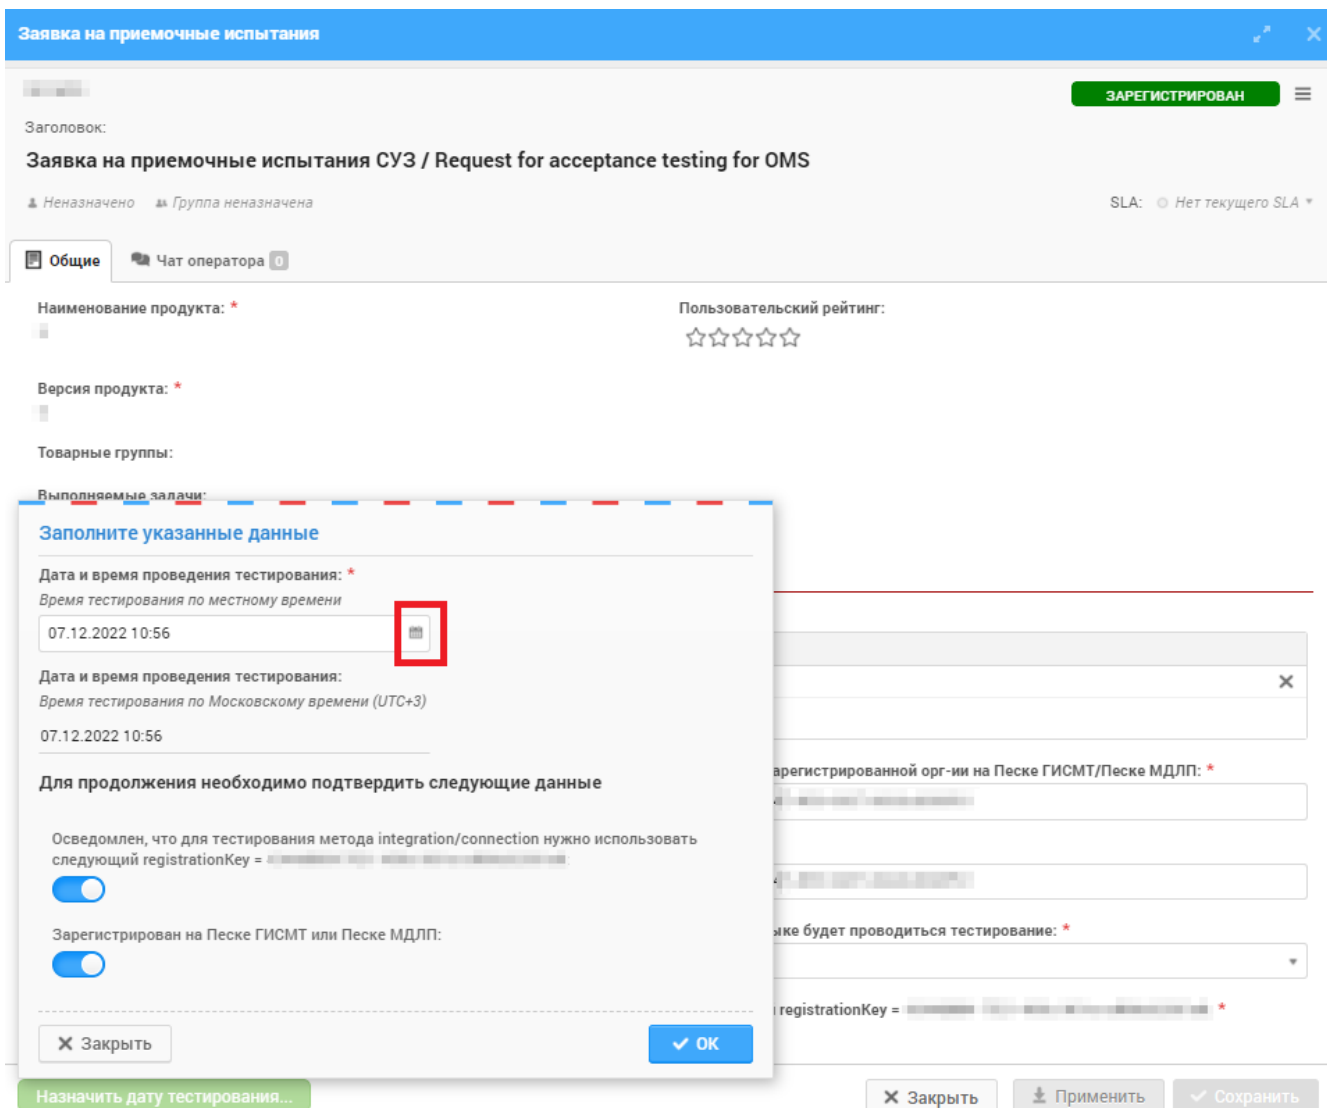 Заявка на приемочные испытания
ЗАРЕГИСТРИРОВАН
Заголовок:
Заявка на приемочные испытания СУЗ / Request for acceptance testing for OMS
Неназначено Группа неназначена SLA: Нет текущего SLA
Общие Чат оператора 0
Наименование продукта: * Пользовательский рейтинг:
Версия продукта: *
Товарные группы:
Выполняемые задачи:
Заполните указанные данные
Дата и время проведения тестирования: *
Время тестирования по местному времени
07.12.2022 10:56
Дата и время проведения тестирования:
Время тестирования по Московскому времени (UTC+3)
07.12.2022 10:56
Для продолжения необходимо подтвердить следующие данные
Осведомлен, что для тестирования метода integration/connection нужно использовать
следующий registrationKey =
Зарегистрирован на Песке ГИСМТ или Песке МДЛП:
Закрыть OK
арегистрированной орг-ии на Песке ГИСМТ/Песке МДЛП: *
ыке будет проводиться тестирование: *
registrationKey = *
Назначить дату тестирования... Закрыть Применить Сохранить